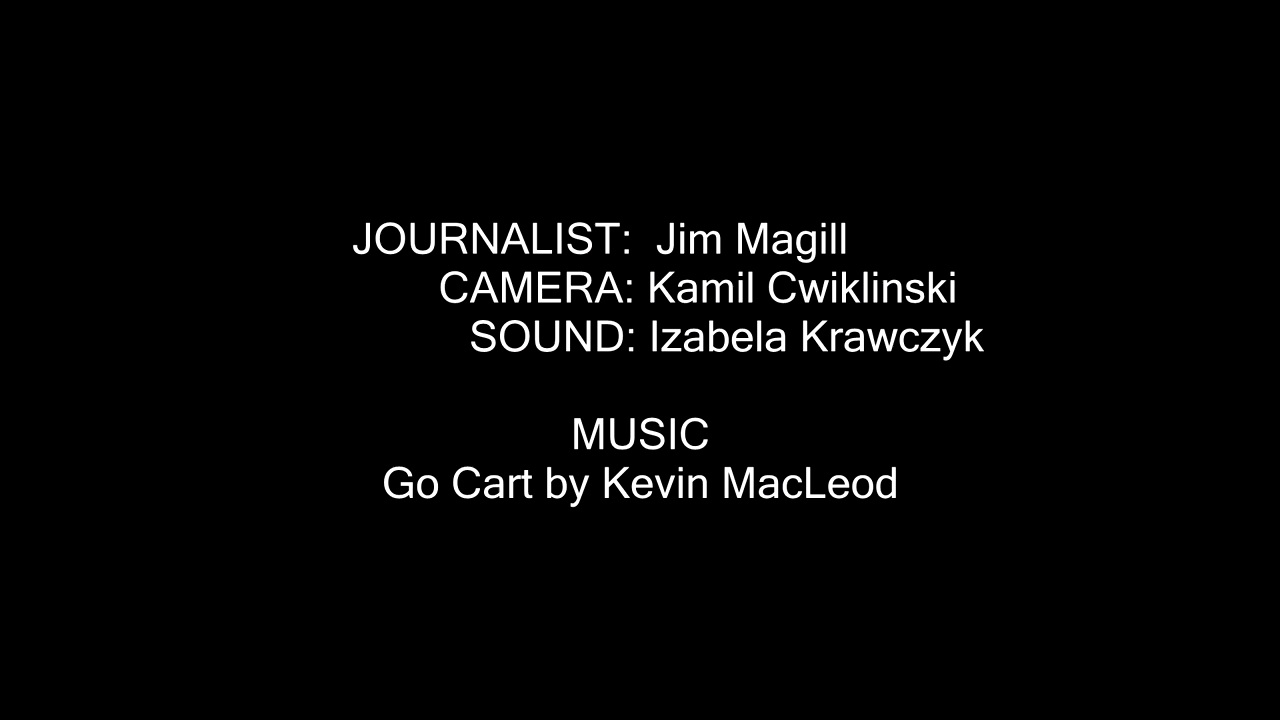 JOURNALIST: Jim Magill
CAMERA: Kamil Cwiklinski
SOUND: Izabela Krawczyk
MUSIC
Go Cart by Kevin MacLeod